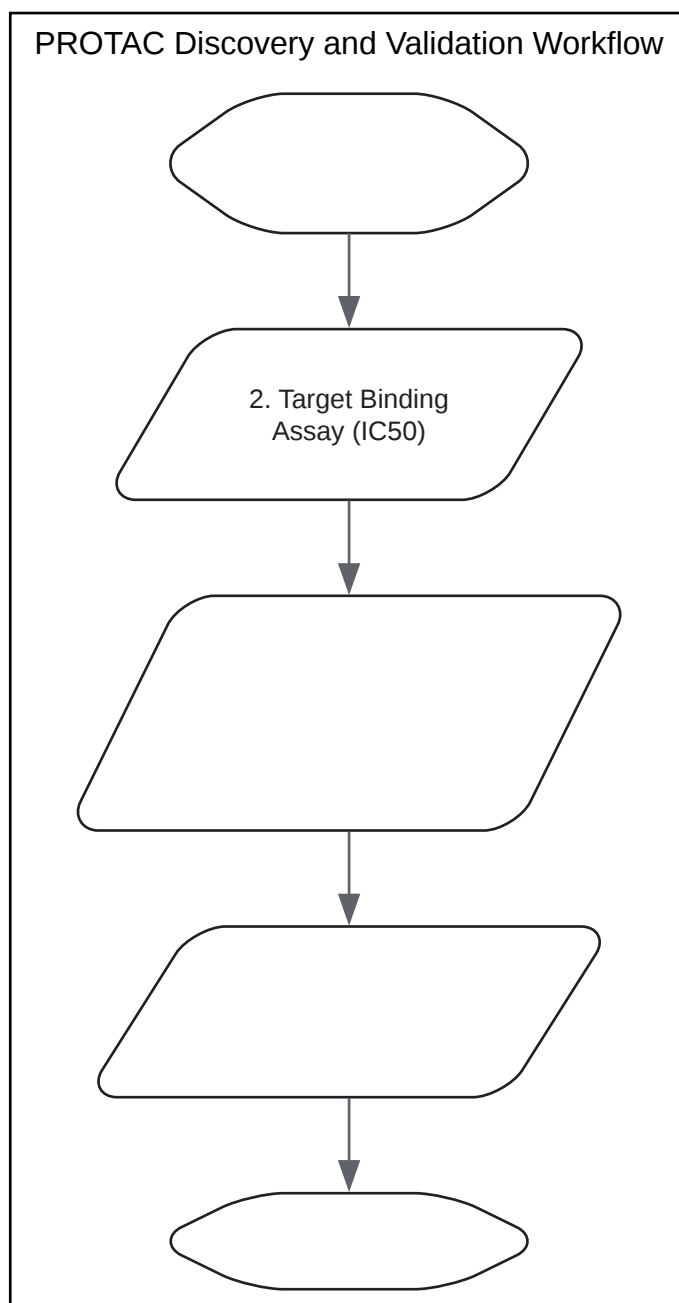 PROTAC Discovery and Validation Workflow
2. Target Binding
Assay (IC50)